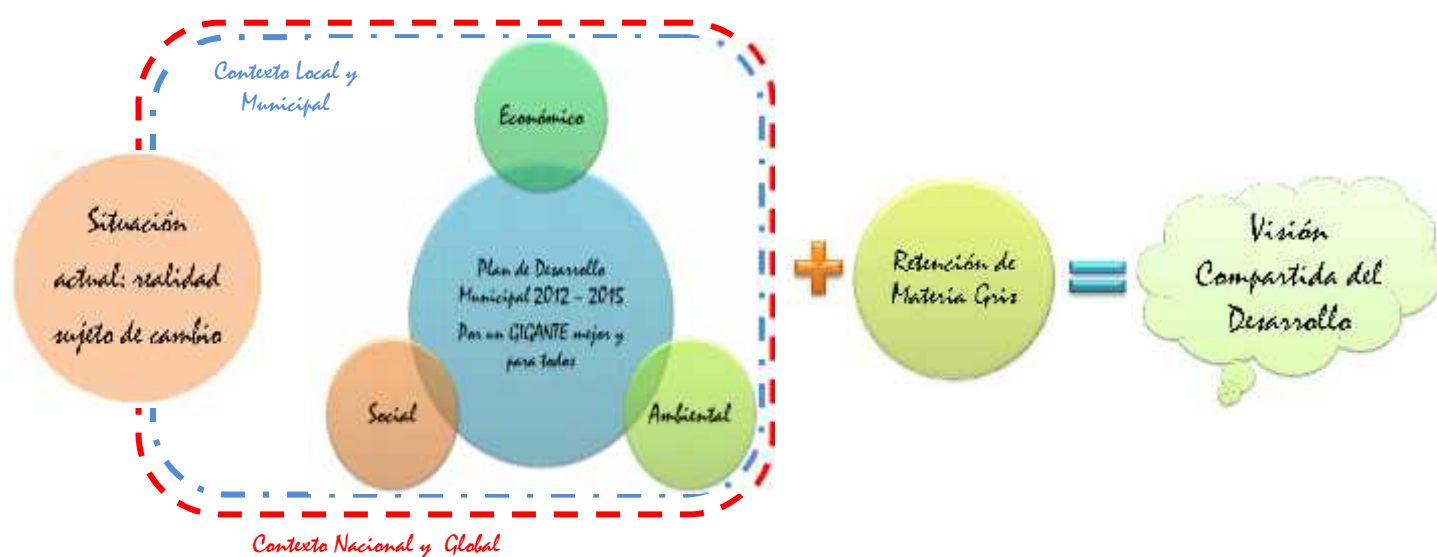 Contexto Local y
Municipal
Económico
Situación
actual: realidad
sujeto de cambio
Plan de Desarrollo
Municipal 2012 – 2015
Por un GIGANTE mejor y
para todos
Social
Ambiental
Retención de
Materia Gris
Visión
Compartida del
Desarrollo
Contexto Nacional y Global